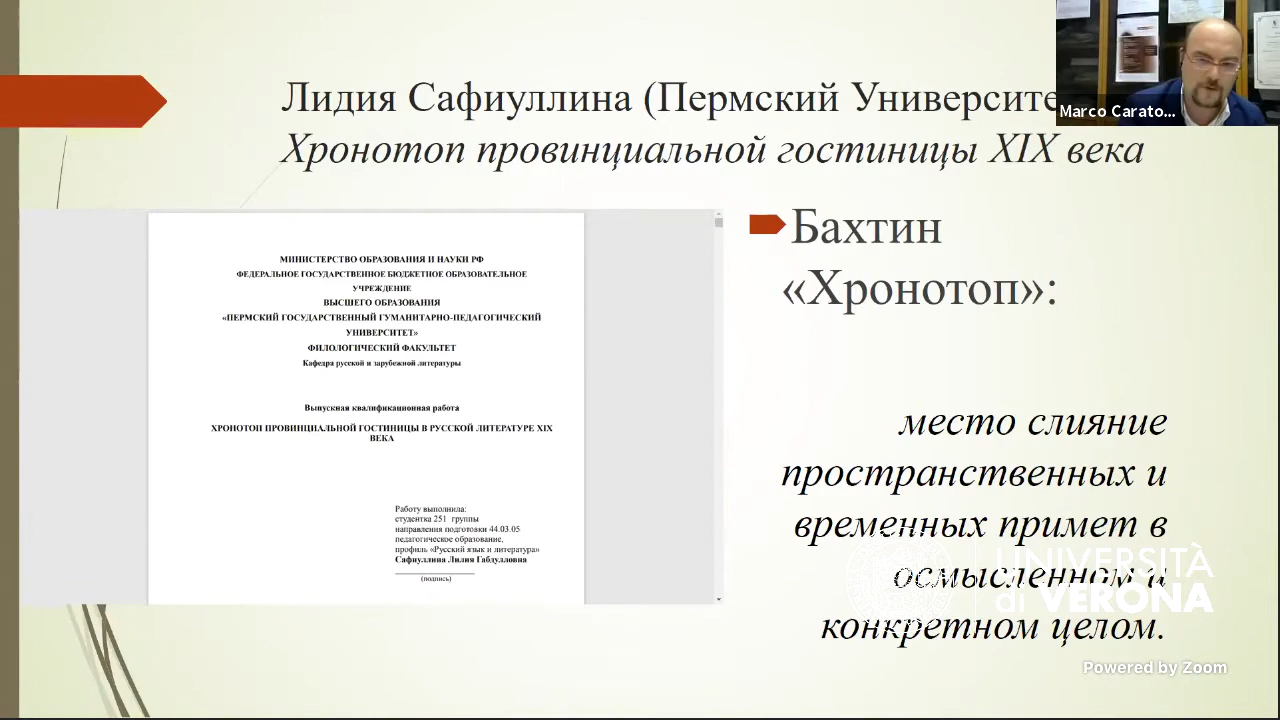 Лидия Сафиуллина (Пермский Университе
Marco Carato...
Хронотоп провинциальной гостиницы XIX века
МИНИСТЕРСТВО ОБРАЗОВАНИЯ И НАУКИ РФ
ФЕДЕРАЛЬНОЕ ГОСУДАРСТВЕННОЕ БЮДЖЕТНОЕ ОБРАЗОВАТЕЛЬНОЕ
УЧРЕЖДЕНИЕ
ВЫСШЕГО ОБРАЗОВАНИЯ
«ПЕРМСКИЙ ГОСУДАРСТВЕННЫЙ ГУМАНИТАРНО-ПЕДАГОГИЧЕСКИЙ
УНИВЕРСИТЕТ»
ФИЛОЛОГИЧЕСКИЙ ФАКУЛЬТЕТ
Кафедра русской и зарубежной литературы
Выпускная квалификационная работа
ХРОНОТОП ПРОВИНЦИАЛЬНОЙ ГОСТИНИЦЫ В РУССКОЙ ЛИТЕРАТУРЕ XIX
ВЕКА
Работу выполнила:
студентка 251 группы
направления подготовки 44.03.05
педагогическое образование,
профиль «Русский язык и литература»
Сафиуллина Лилия Габдулловна
(подпись)
Бахтин
«Хронотоп»:
место слияние
пространственных и
временных примет в
осмысленном и
конкретном целом.
UNIVERSITÀ
di VERONA
Powered by Zoom